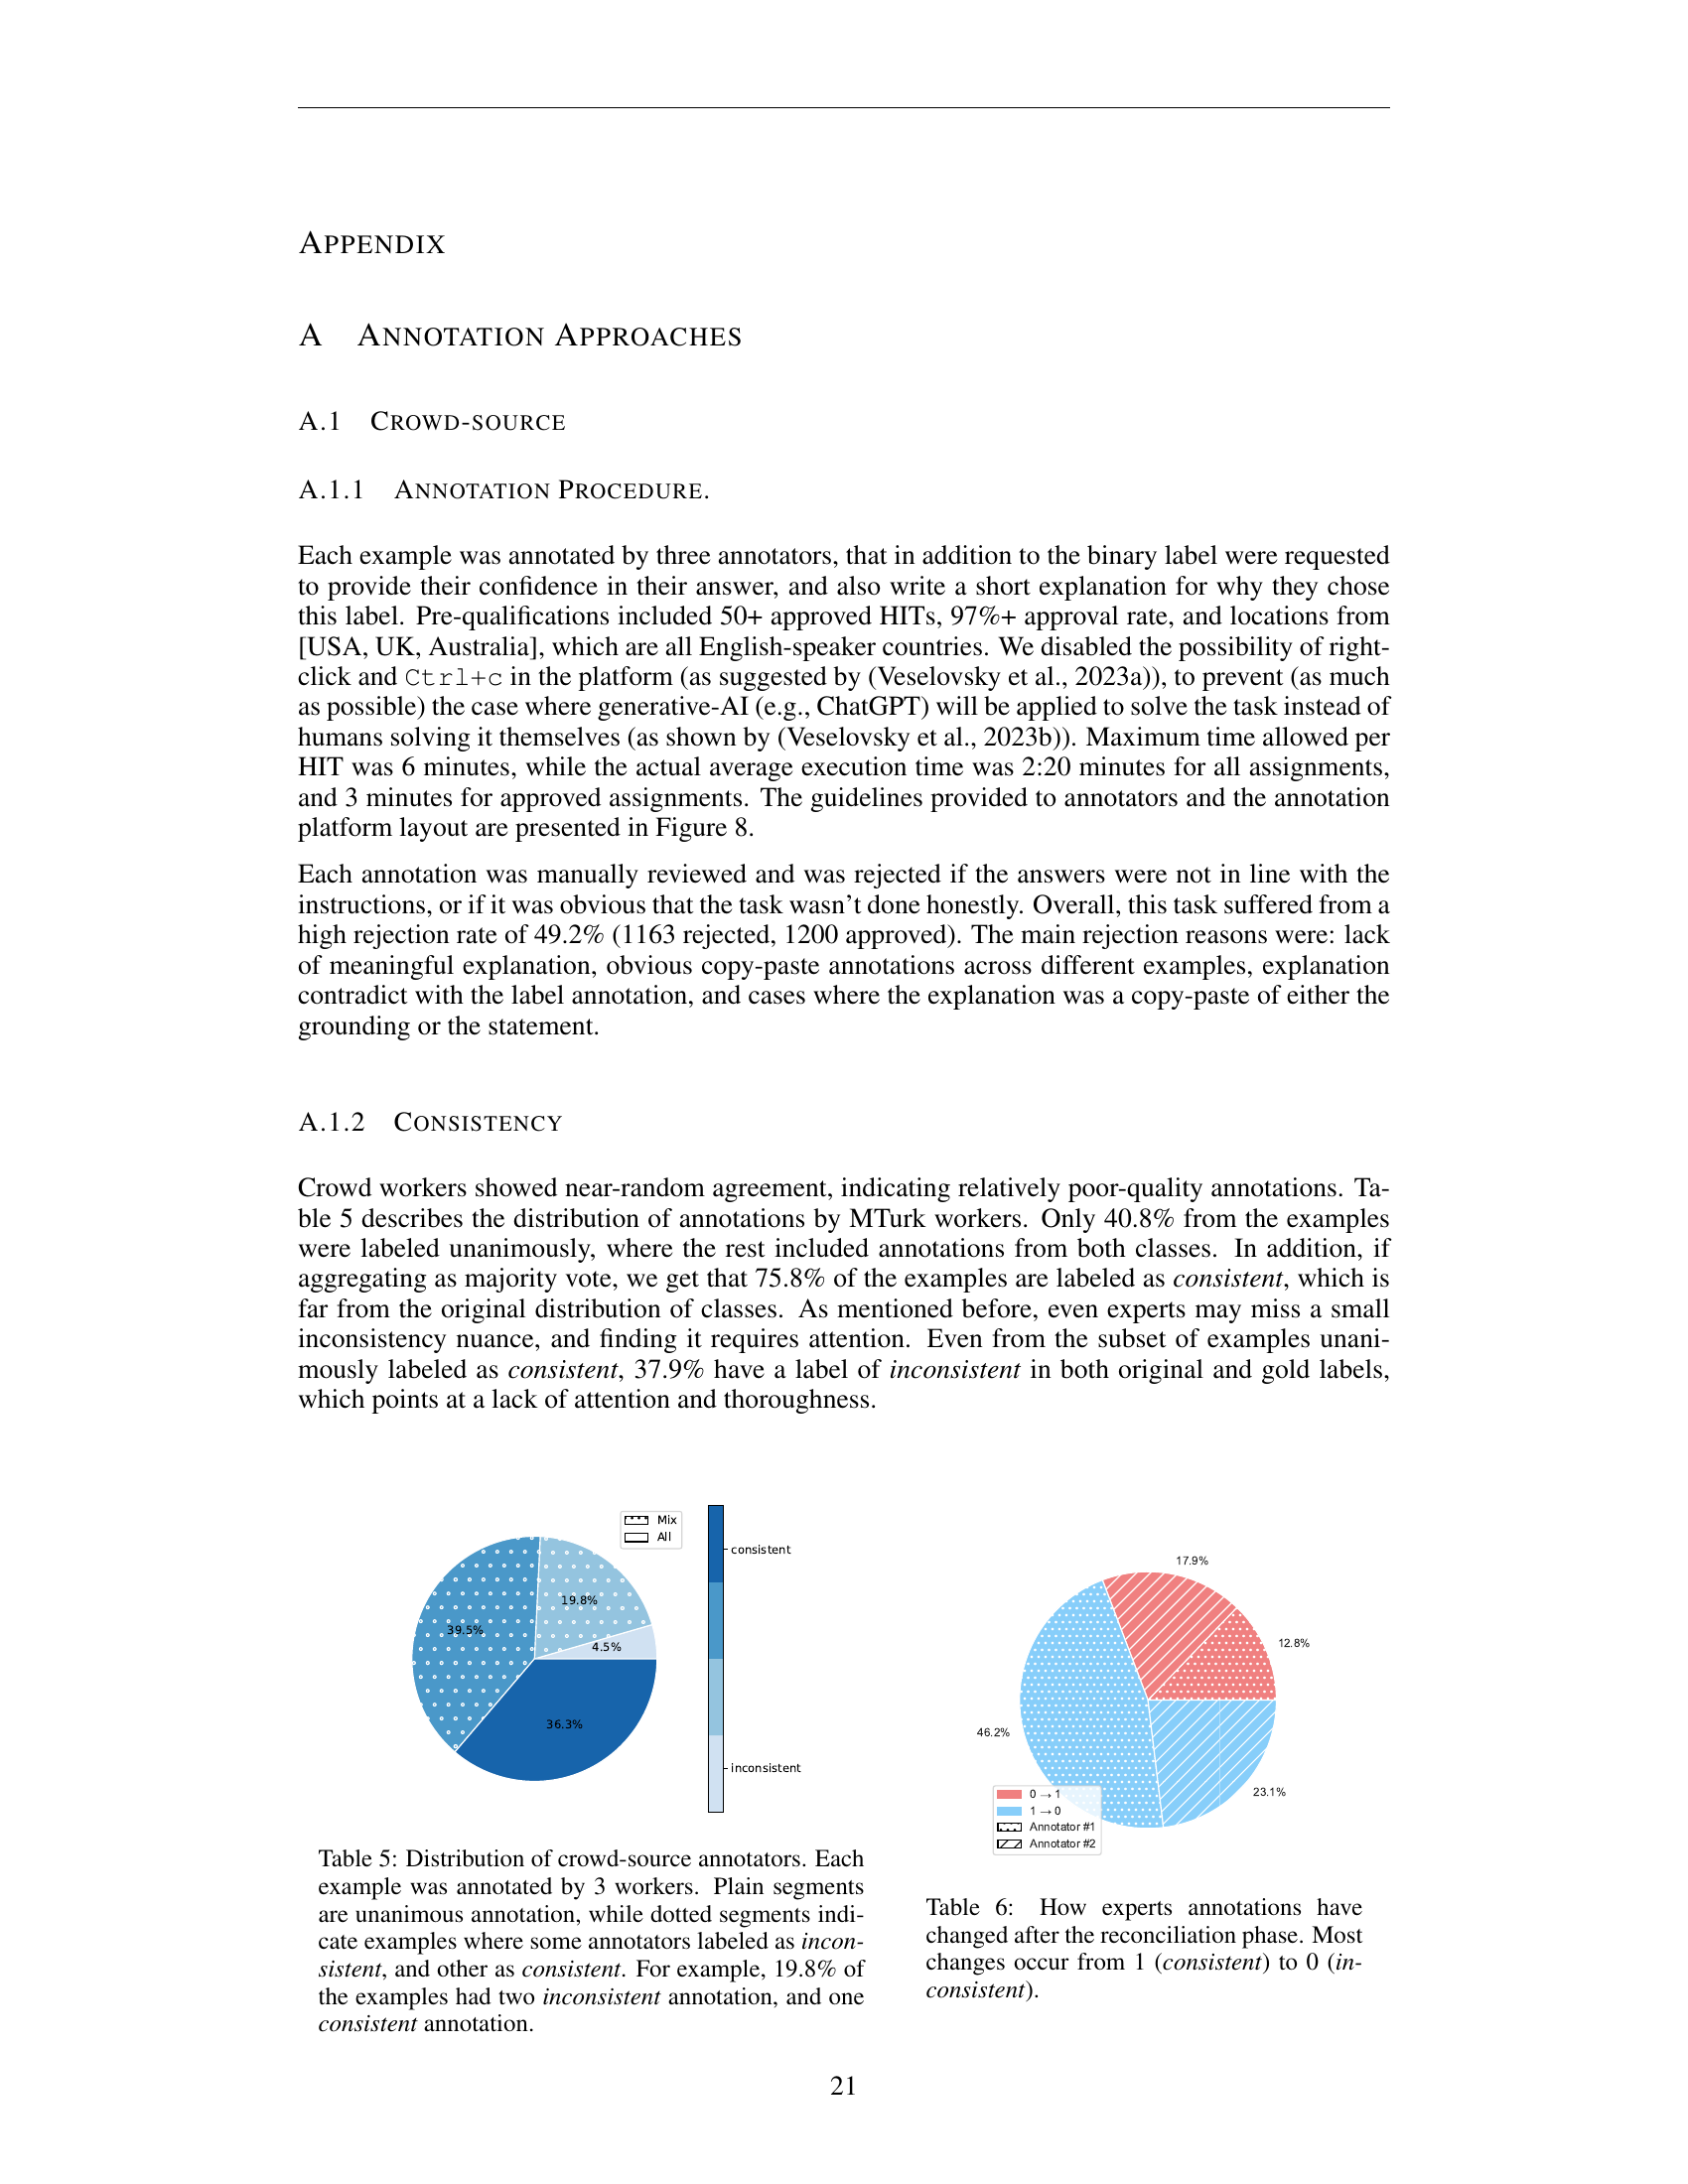 APPENDIX
A ANNOTATION APPROACHES
A.1 CROWD-SOURCE
A.1.1 ANNOTATION PROCEDURE.
Each example was annotated by three annotators, that in addition to the binary label were requested
to provide their confidence in their answer, and also write a short explanation for why they chose
this label. Pre-qualifications included 50+ approved HITs, 97%+ approval rate, and locations from
[USA, UK, Australia], which are all English-speaker countries. We disabled the possibility of right-
click and Ctrl+c in the platform (as suggested by (Veselovsky et al., 2023a)), to prevent (as much
as possible) the case where generative-AI (e.g., ChatGPT) will be applied to solve the task instead of
humans solving it themselves (as shown by (Veselovsky et al., 2023b)). Maximum time allowed per
HIT was 6 minutes, while the actual average execution time was 2:20 minutes for all assignments,
and 3 minutes for approved assignments. The guidelines provided to annotators and the annotation
platform layout are presented in Figure 8.
Each annotation was manually reviewed and was rejected if the answers were not in line with the
instructions, or if it was obvious that the task wasn't done honestly. Overall, this task suffered from a
high rejection rate of 49.2% (1163 rejected, 1200 approved). The main rejection reasons were: lack
of meaningful explanation, obvious copy-paste annotations across different examples, explanation
contradict with the label annotation, and cases where the explanation was a copy-paste of either the
grounding or the statement.
A.1.2 CONSISTENCY
Crowd workers showed near-random agreement, indicating relatively poor-quality annotations. Ta-
ble 5 describes the distribution of annotations by MTurk workers. Only 40.8% from the examples
were labeled unanimously, where the rest included annotations from both classes. In addition, if
aggregating as majority vote, we get that 75.8% of the examples are labeled as consistent, which is
far from the original distribution of classes. As mentioned before, even experts may miss a small
inconsistency nuance, and finding it requires attention. Even from the subset of examples unani-
mously labeled as consistent, 37.9% have a label of inconsistent in both original and gold labels,
which points at a lack of attention and thoroughness.
Mix
All
consistent
19.8%
39.5%
4.5%
36.3%
inconsistent
Table 5: Distribution of crowd-source annotators. Each
example was annotated by 3 workers. Plain segments
are unanimous annotation, while dotted segments indi-
cate examples where some annotators labeled as incon-
sistent, and other as consistent. For example, 19.8% of
the examples had two inconsistent annotation, and one
consistent annotation.
17.9%
12.8%
46.2%
23.1%
0 → 1
1 → 0
Annotator #1
Annotator #2
Table 6: How experts annotations have
changed after the reconciliation phase. Most
changes occur from 1 (consistent) to 0 (in-
consistent).
21